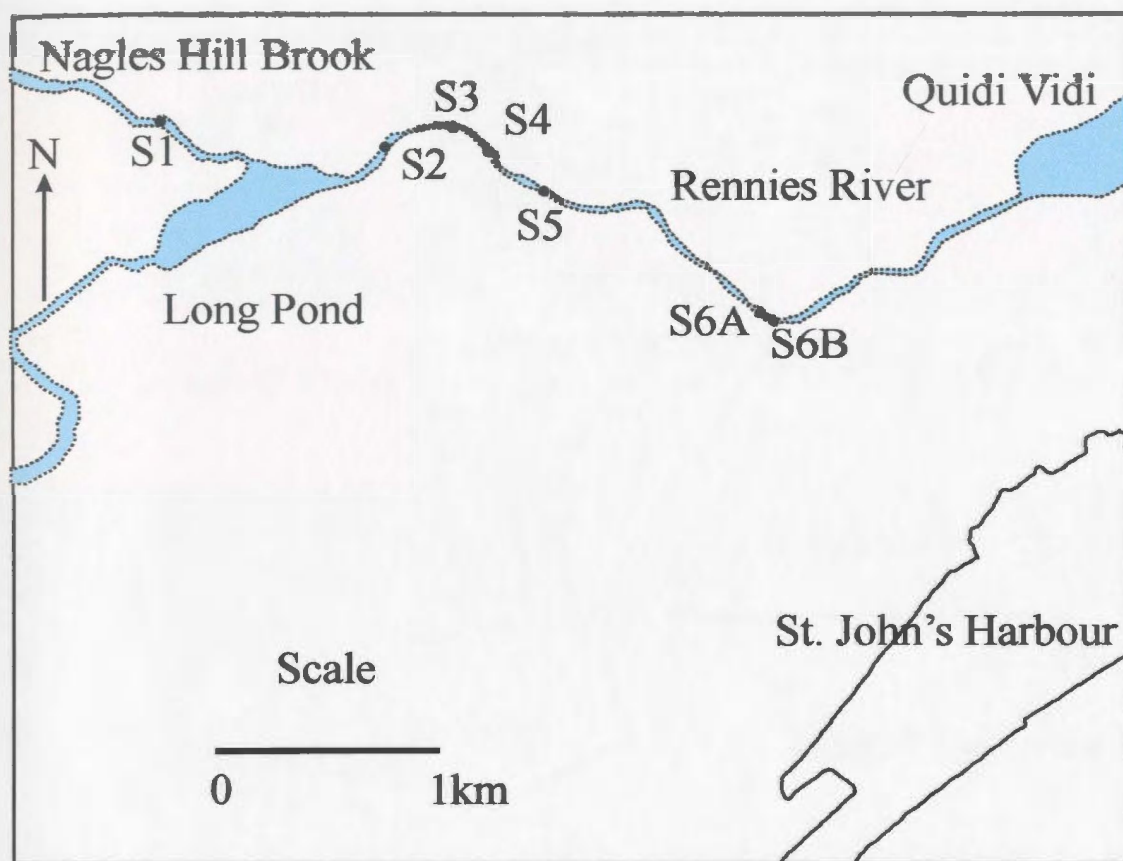 Nagles Hill Brook
Quidi Vidi
S3
S4
S1
S2
N
Rennies River
S5
Long Pond
S6A
S6B
St. John's Harbour
Scale
0
1km